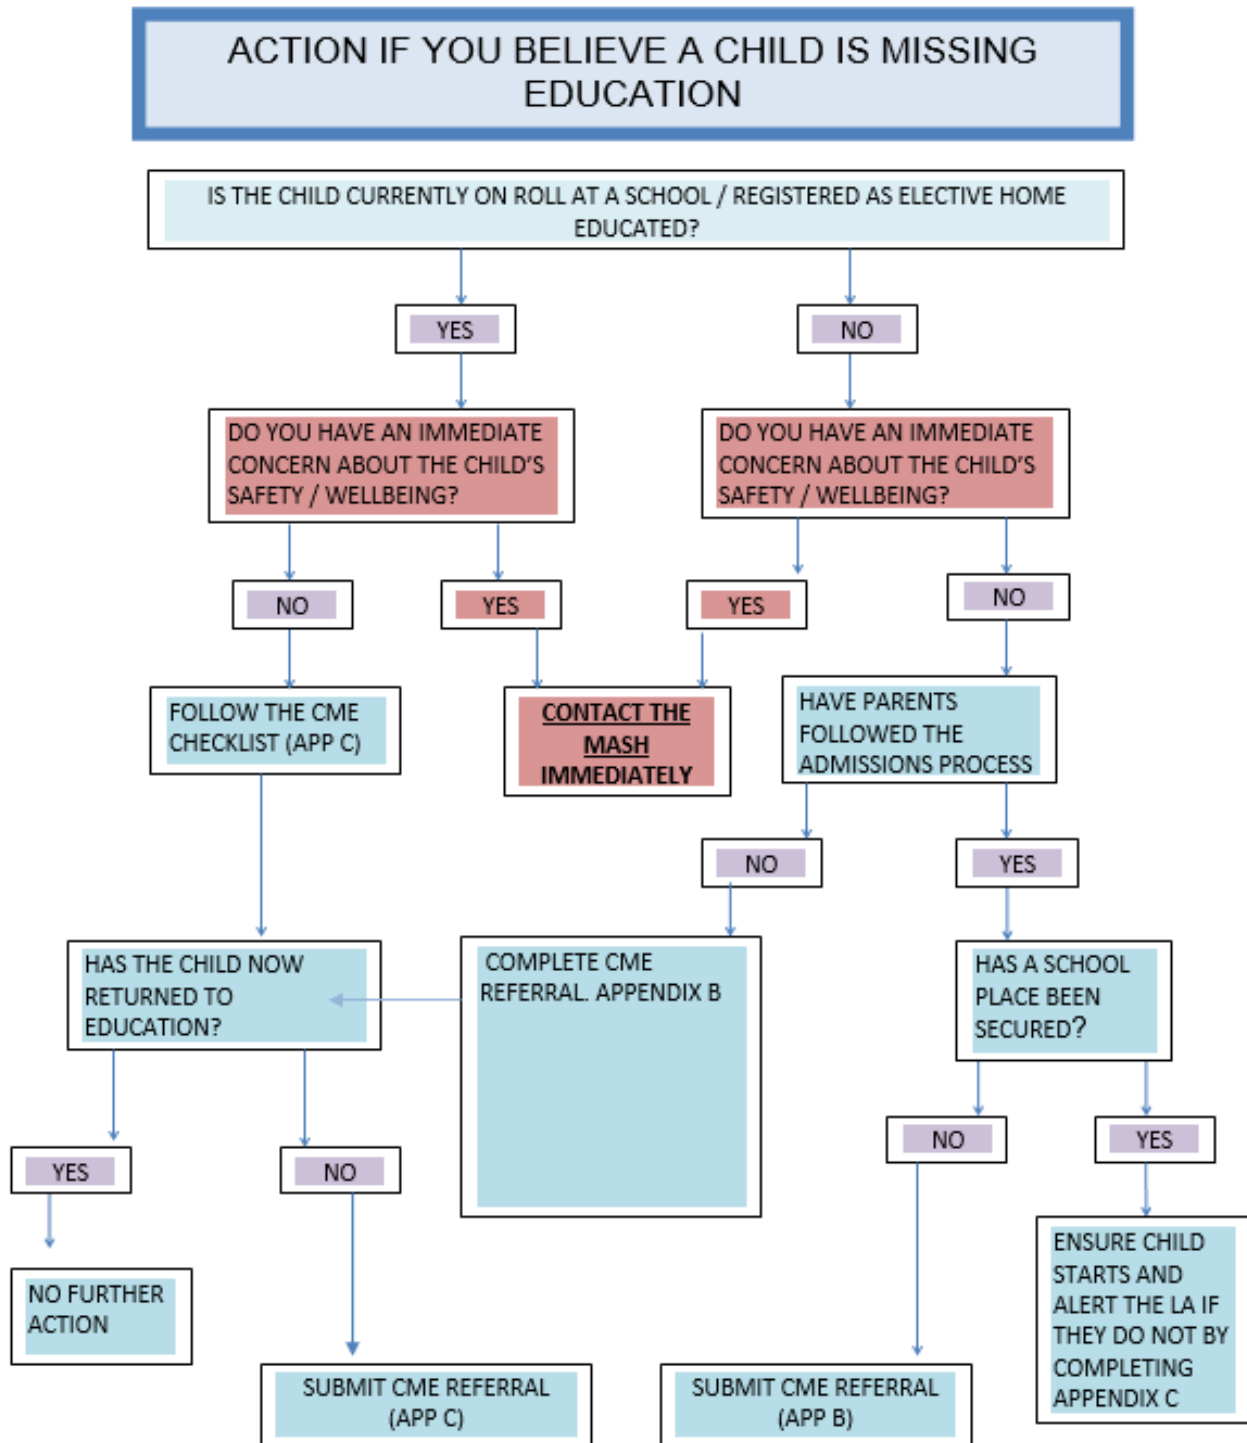 ACTION IF YOU BELIEVE A CHILD IS MISSING
EDUCATION
IS THE CHILD CURRENTLY ON ROLL AT A SCHOOL / REGISTERED AS ELECTIVE HOME
EDUCATED?
YES
NO
DO YOU HAVE AN IMMEDIATE
CONCERN ABOUT THE CHILD'S
SAFETY / WELLBEING?
DO YOU HAVE AN IMMEDIATE
CONCERN ABOUT THE CHILD'S
SAFETY / WELLBEING?
NO
YES
YES
NO
FOLLOW THE CME
CHECKLIST (APP C)
CONTACT THE
MASH
IMMEDIATELY
HAVE PARENTS
FOLLOWED THE
ADMISSIONS PROCESS
NO
YES
HAS THE CHILD NOW
RETURNED TO
EDUCATION?
COMPLETE CME
REFERRAL. APPENDIX B
HAS A SCHOOL
PLACE BEEN
SECURED?
YES
NO
NO
YES
NO FURTHER
ACTION
SUBMIT CME REFERRAL
(APP C)
SUBMIT CME REFERRAL
(APP B)
ENSURE CHILD
STARTS AND
ALERT THE LA IF
THEY DO NOT BY
COMPLETING
APPENDIX C